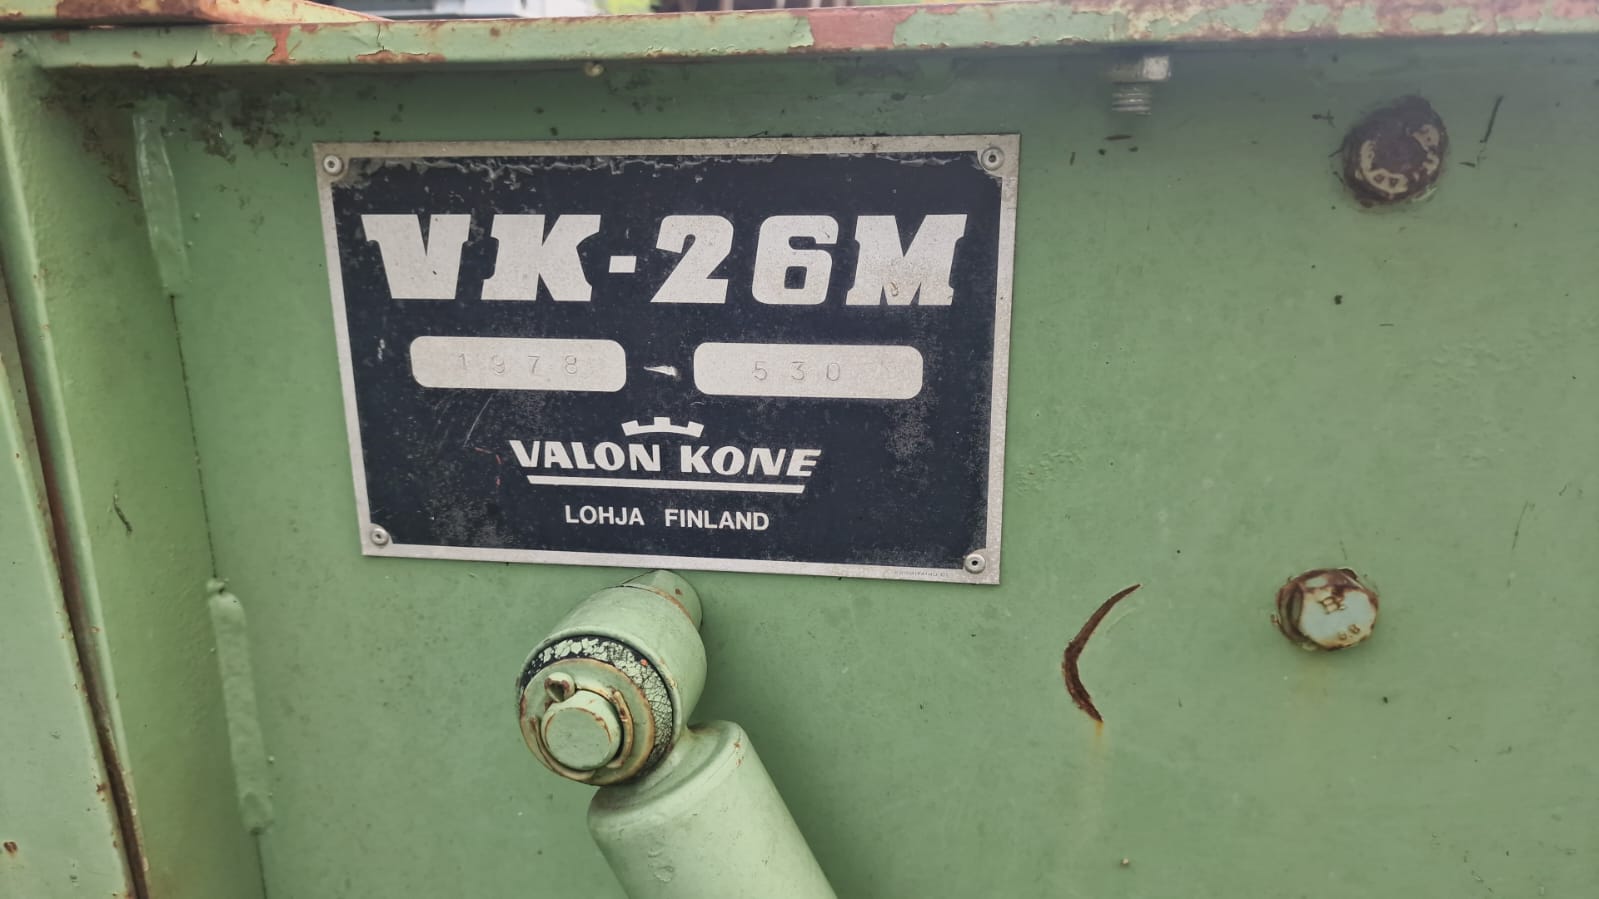 VK-26M
1978 530
VALON KONE
LOHJA FINLAND